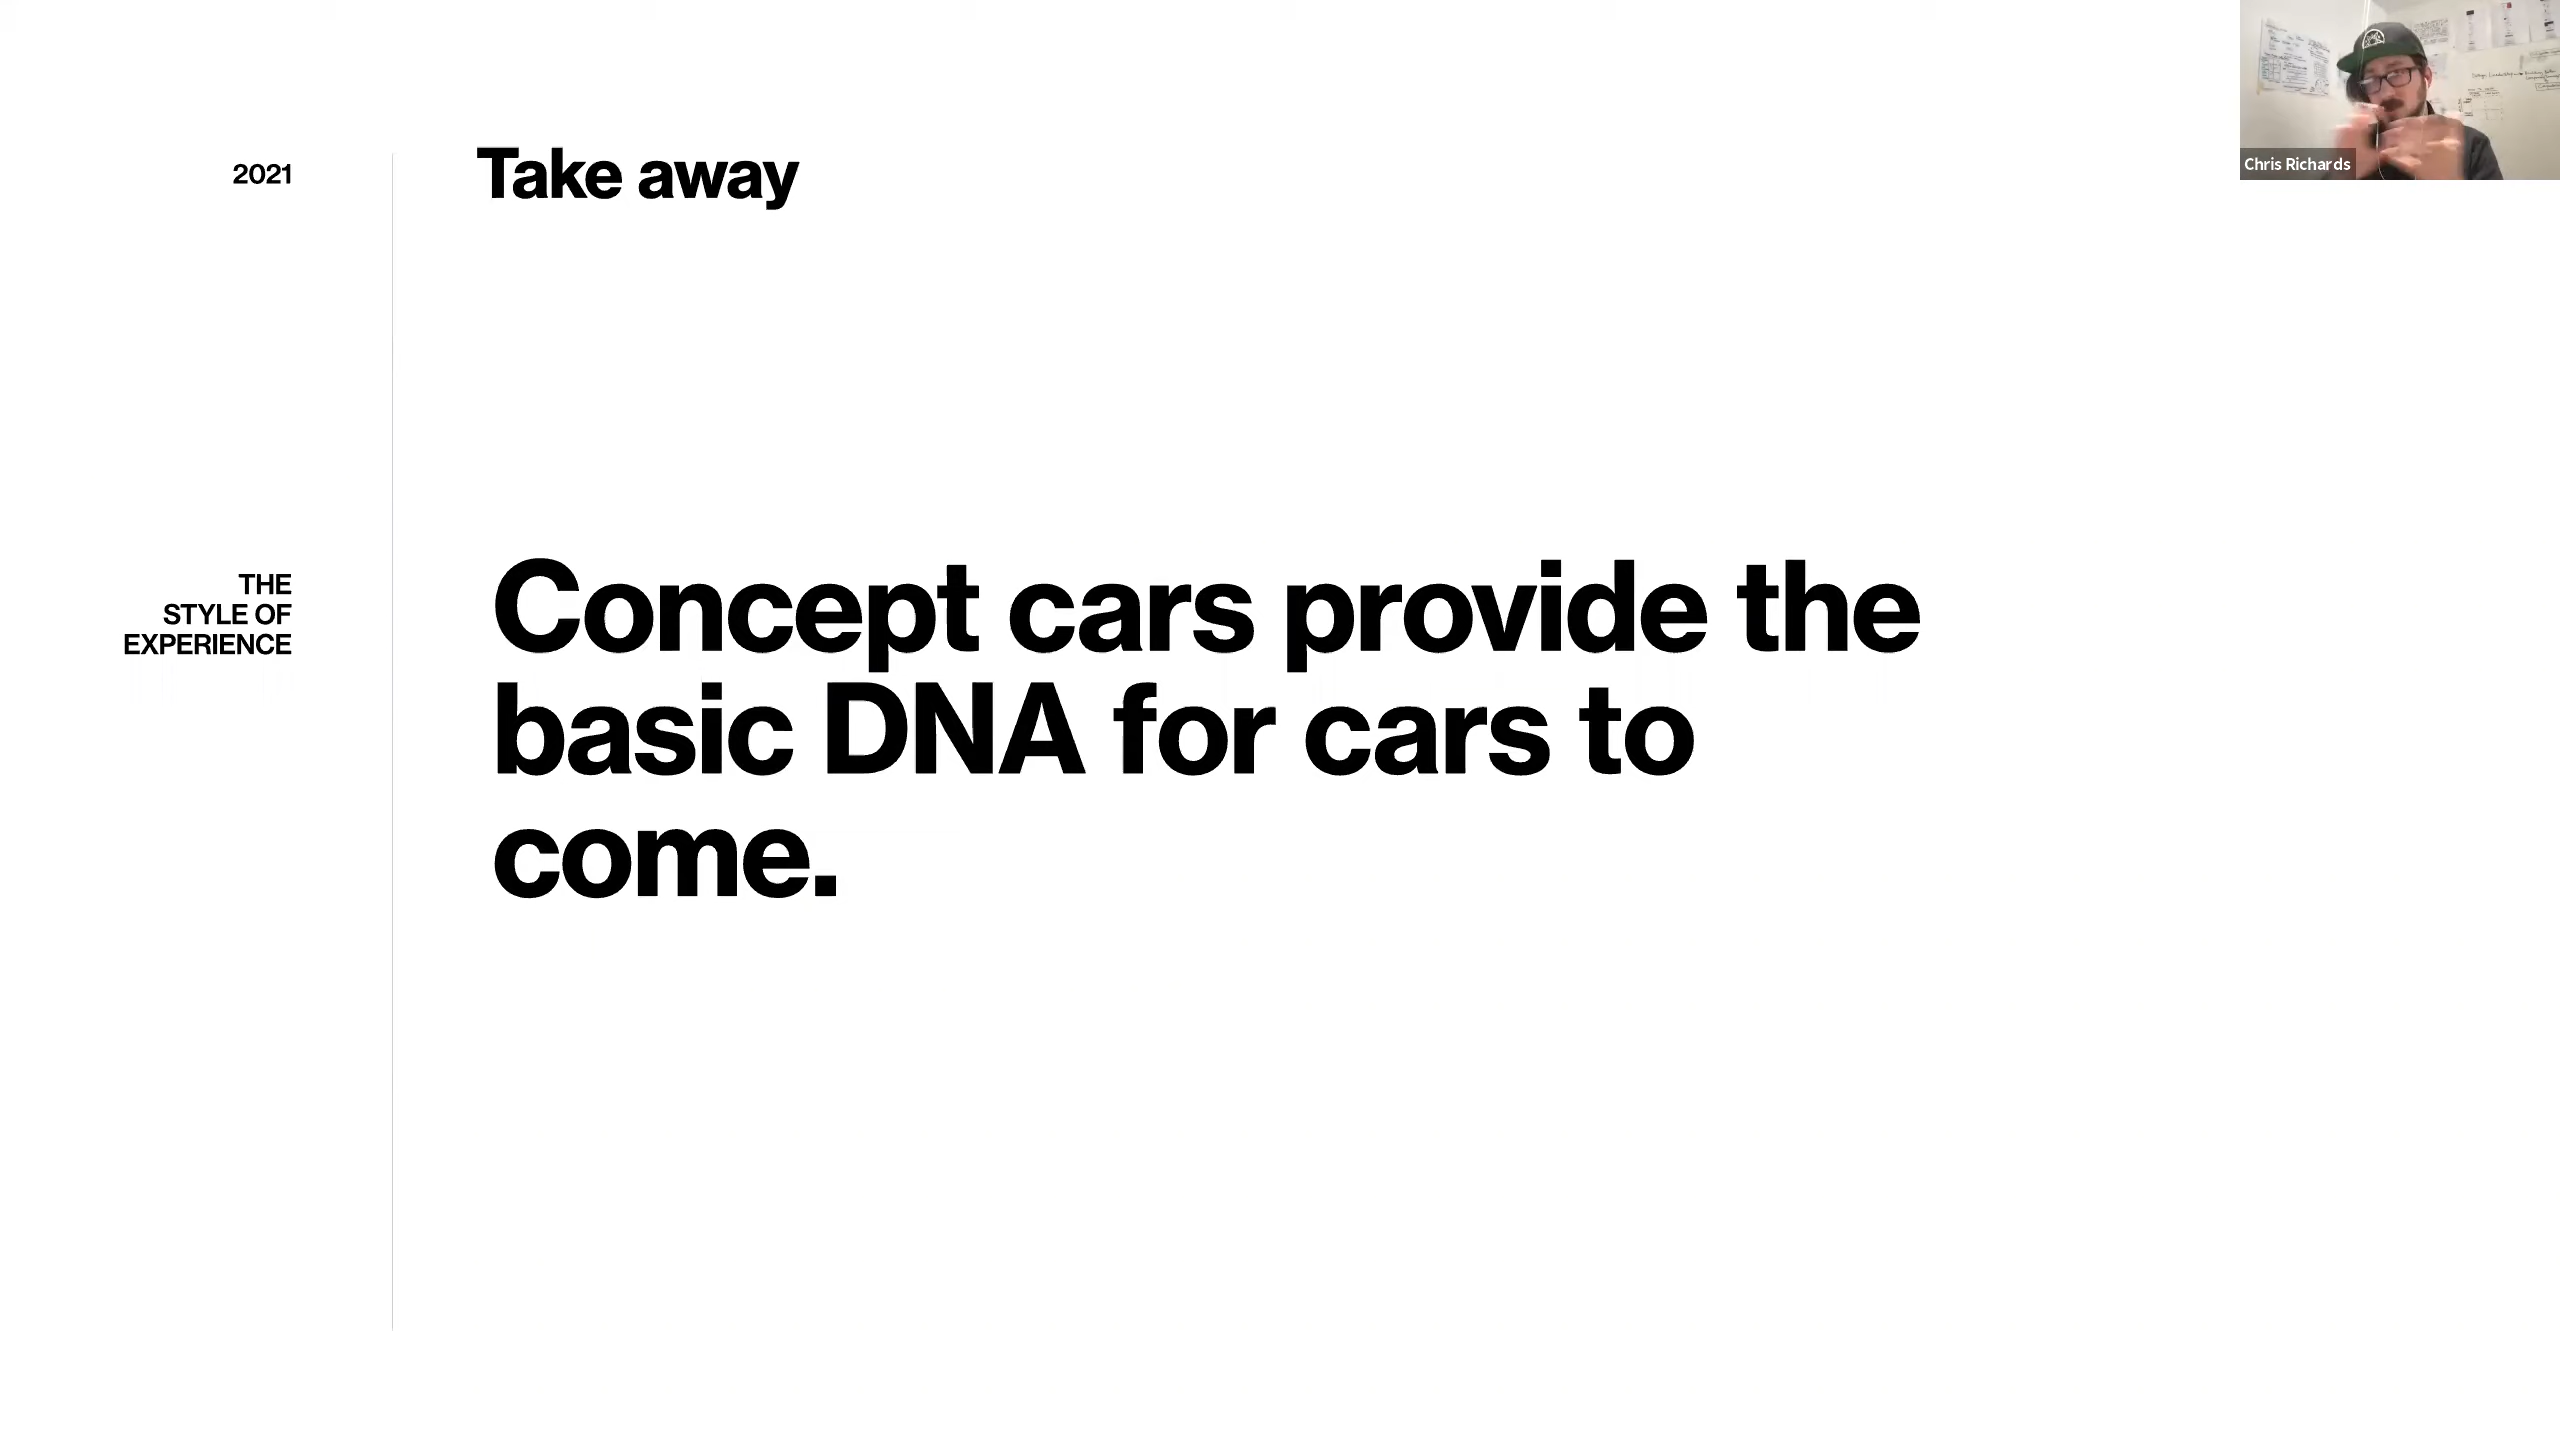 2021
Take away
THE
STYLE OF
EXPERIENCE
Concept cars provide the
basic DNA for cars to
come.
Chris Richards